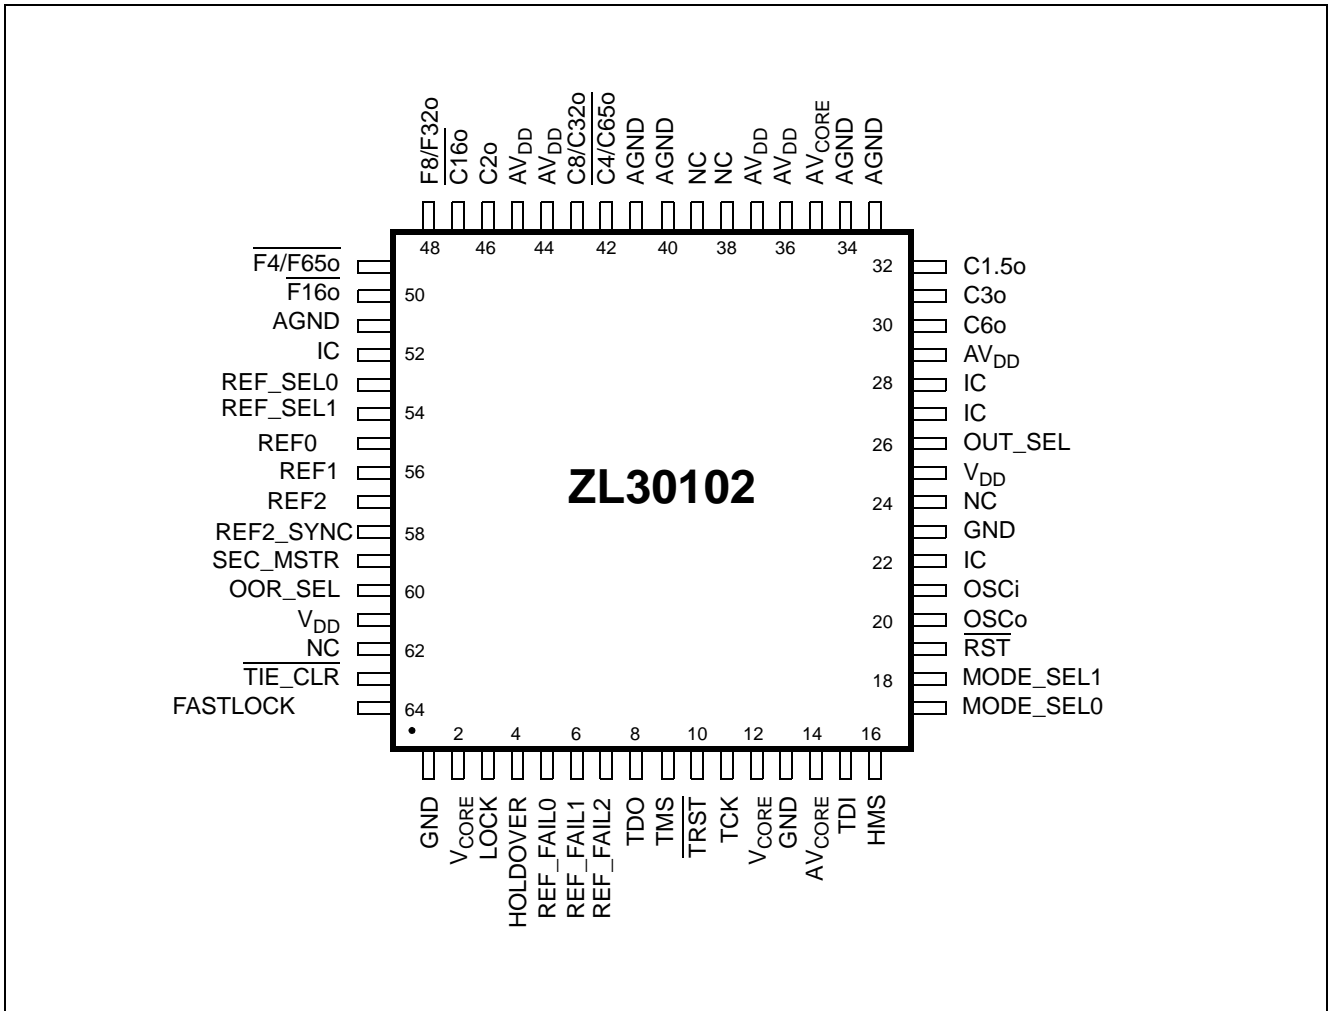 F8/F32o
C16o
C2o
AVDD
AVDD
C8/C32o
C4/C65o
AGND
AGND
NC
NC
AVDD
AVDD
AVCORE
AGND
AGND
48 46 44 42 40 38 36 34
F4/F65o
F16o
AGND
IC
REF_SEL0
REF_SEL1
REF0
REF1
REF2
REF2_SYNC
SEC_MSTR
OOR_SEL
VDD
NC
TIE_CLR
FASTLOCK
50
52
54
56
58
60
62
64
ZL30102
32
30
28
26
24
22
20
18
C1.5o
C3o
C6o
AVDD
IC
IC
OUT_SEL
VDD
NC
GND
IC
OSCi
OSCo
RST
MODE_SEL1
MODE_SEL0
2 4 6 8 10 12 14 16
GND
VCORE
LOCK
HOLDOVER
REF_FAIL0
REF_FAIL1
REF_FAIL2
TDO
TMS
TRST
TCK
VCORE
GND
AVCORE
TDI
HMS